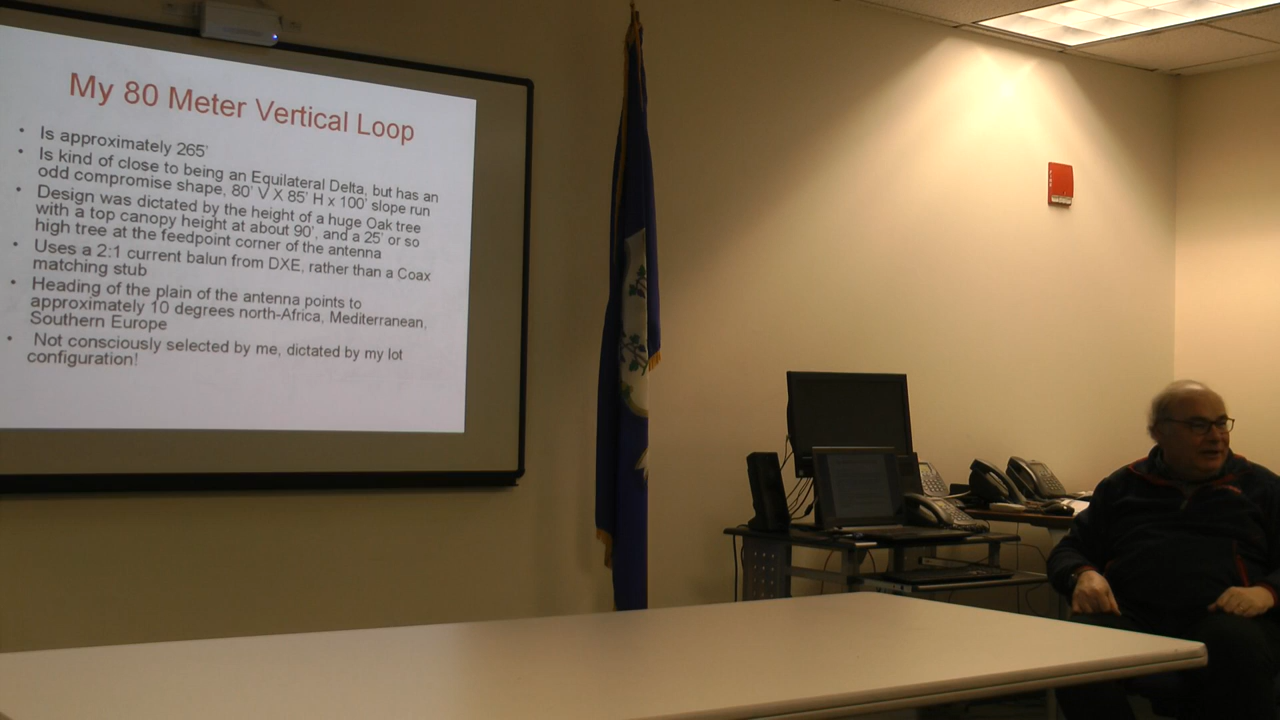 My 80 Meter Vertical Loop
• Is approximately 265'
• Is kind of close to being an Equilateral Delta, but has an
odd compromise shape, 80' V X 85' H x 100' slope run
• Design was dictated by the height of a huge Oak tree
with a top canopy height at about 90', and a 25' or so
high tree at the feedpoint corner of the antenna
• Uses a 2:1 current balun from DXE, rather than a Coax
matching stub
• Heading of the plain of the antenna points to
approximately 10 degrees north-Africa, Mediterranean,
Southern Europe
• Not consciously selected by me, dictated by my lot
configuration!